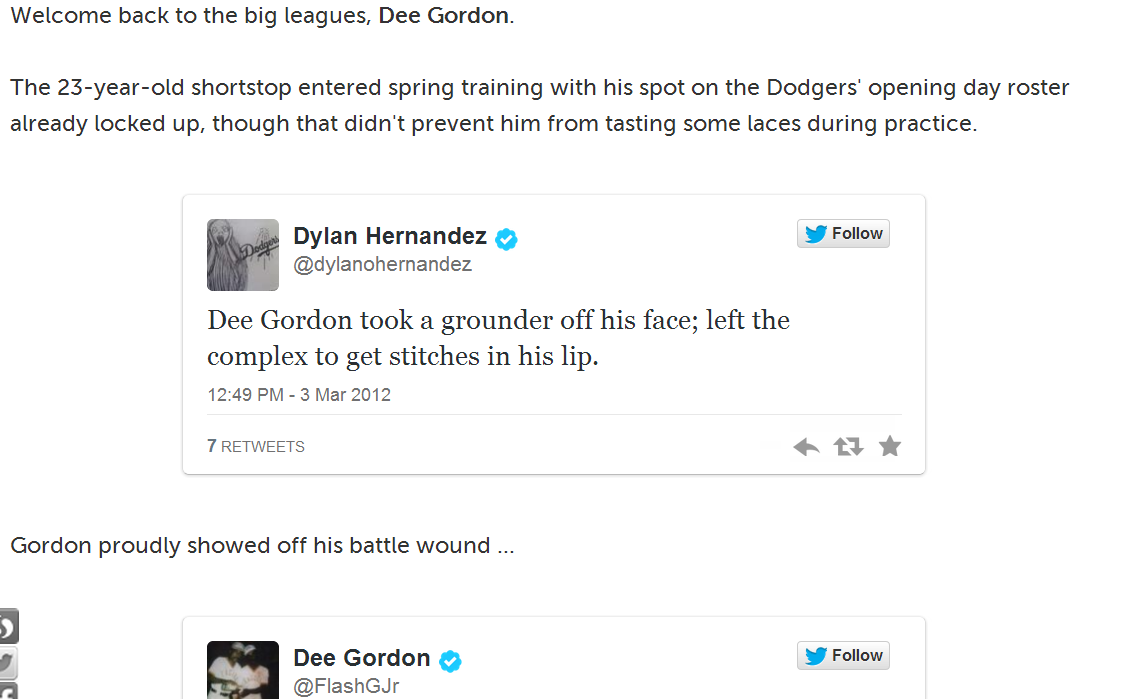 Welcome back to the big leagues, Dee Gordon.
The 23-year-old shortstop entered spring training with his spot on the Dodgers' opening day roster
already locked up, though that didn't prevent him from tasting some laces during practice.
Dodgers
Dylan Hernandez
Follow
@dylanohernandez
Dee Gordon took a grounder off his face; left the
complex to get stitches in his lip.
12:49 PM - 3 Mar 2012
7 RETWEETS
Gordon proudly showed off his battle wound ...
Dee Gordon
Follow
@FlashGJr